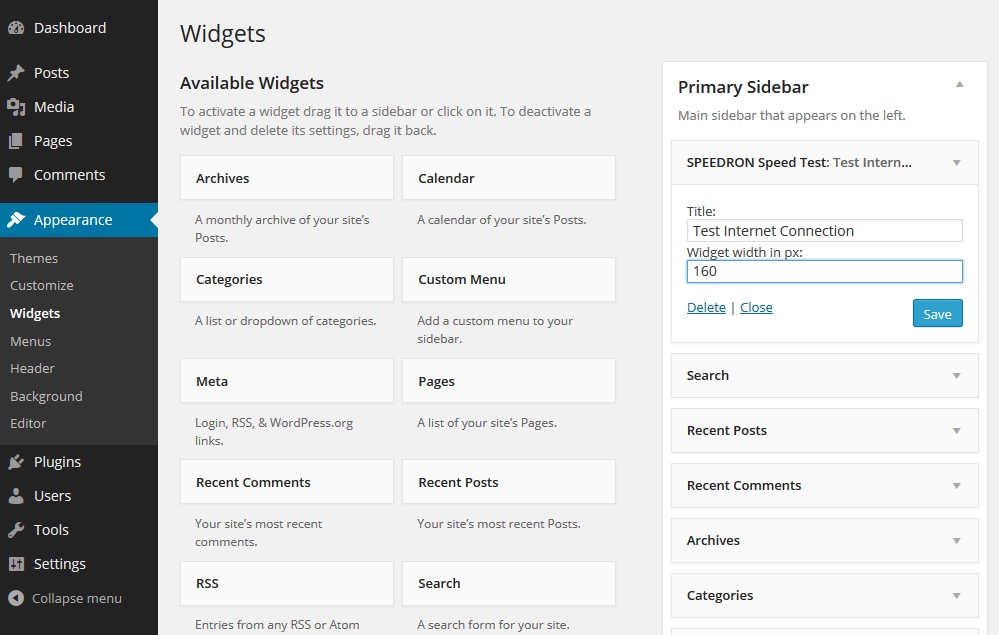 Dashboard
Posts
Media
Pages
Comments
Appearance
Themes
Customize
Widgets
Menus
Header
Background
Editor
Plugins
Users
Tools
Settings
Collapse menu
Widgets
Available Widgets
To activate a widget drag it to a sidebar or click on it. To deactivate a
widget and delete its settings, drag it back.
Archives
A monthly archive of your site's
Posts.
Calendar
A calendar of your site's Posts.
Categories
A list or dropdown of categories.
Custom Menu
Add a custom menu to your
sidebar.
Meta
Login, RSS, & WordPress.org
links.
Pages
A list of your site's Pages.
Recent Comments
Your site's most recent
comments.
Recent Posts
Your site's most recent Posts.
RSS
Entries from any RSS or Atom
Search
A search form for your site.
Primary Sidebar
Main sidebar that appears on the left.
SPEEDRON Speed Test: Test Intern...
Title:
Test Internet Connection
Widget width in px:
160
Delete | Close
Save
Search
Recent Posts
Recent Comments
Archives
Categories